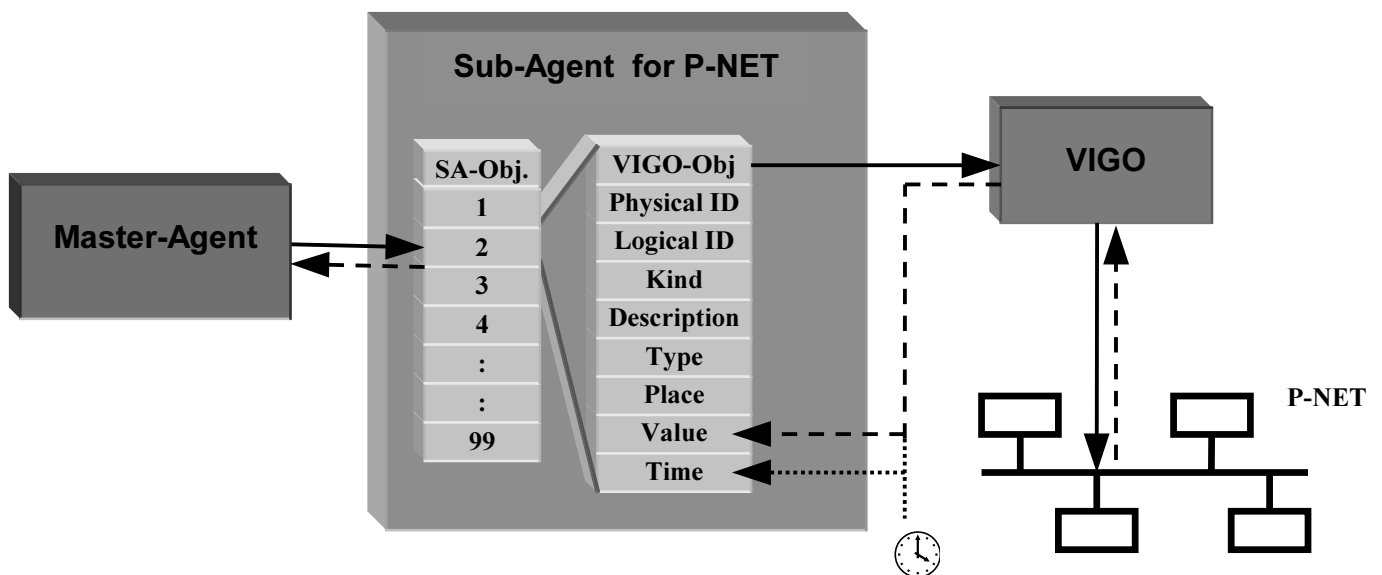 Sub-Agent for P-NET
VIGO
Master-Agent
SA-Obj.
1
2
3
4
:
:
99
VIGO-Obj
Physical ID
Logical ID
Kind
Description
Type
Place
Value
Time
P-NET